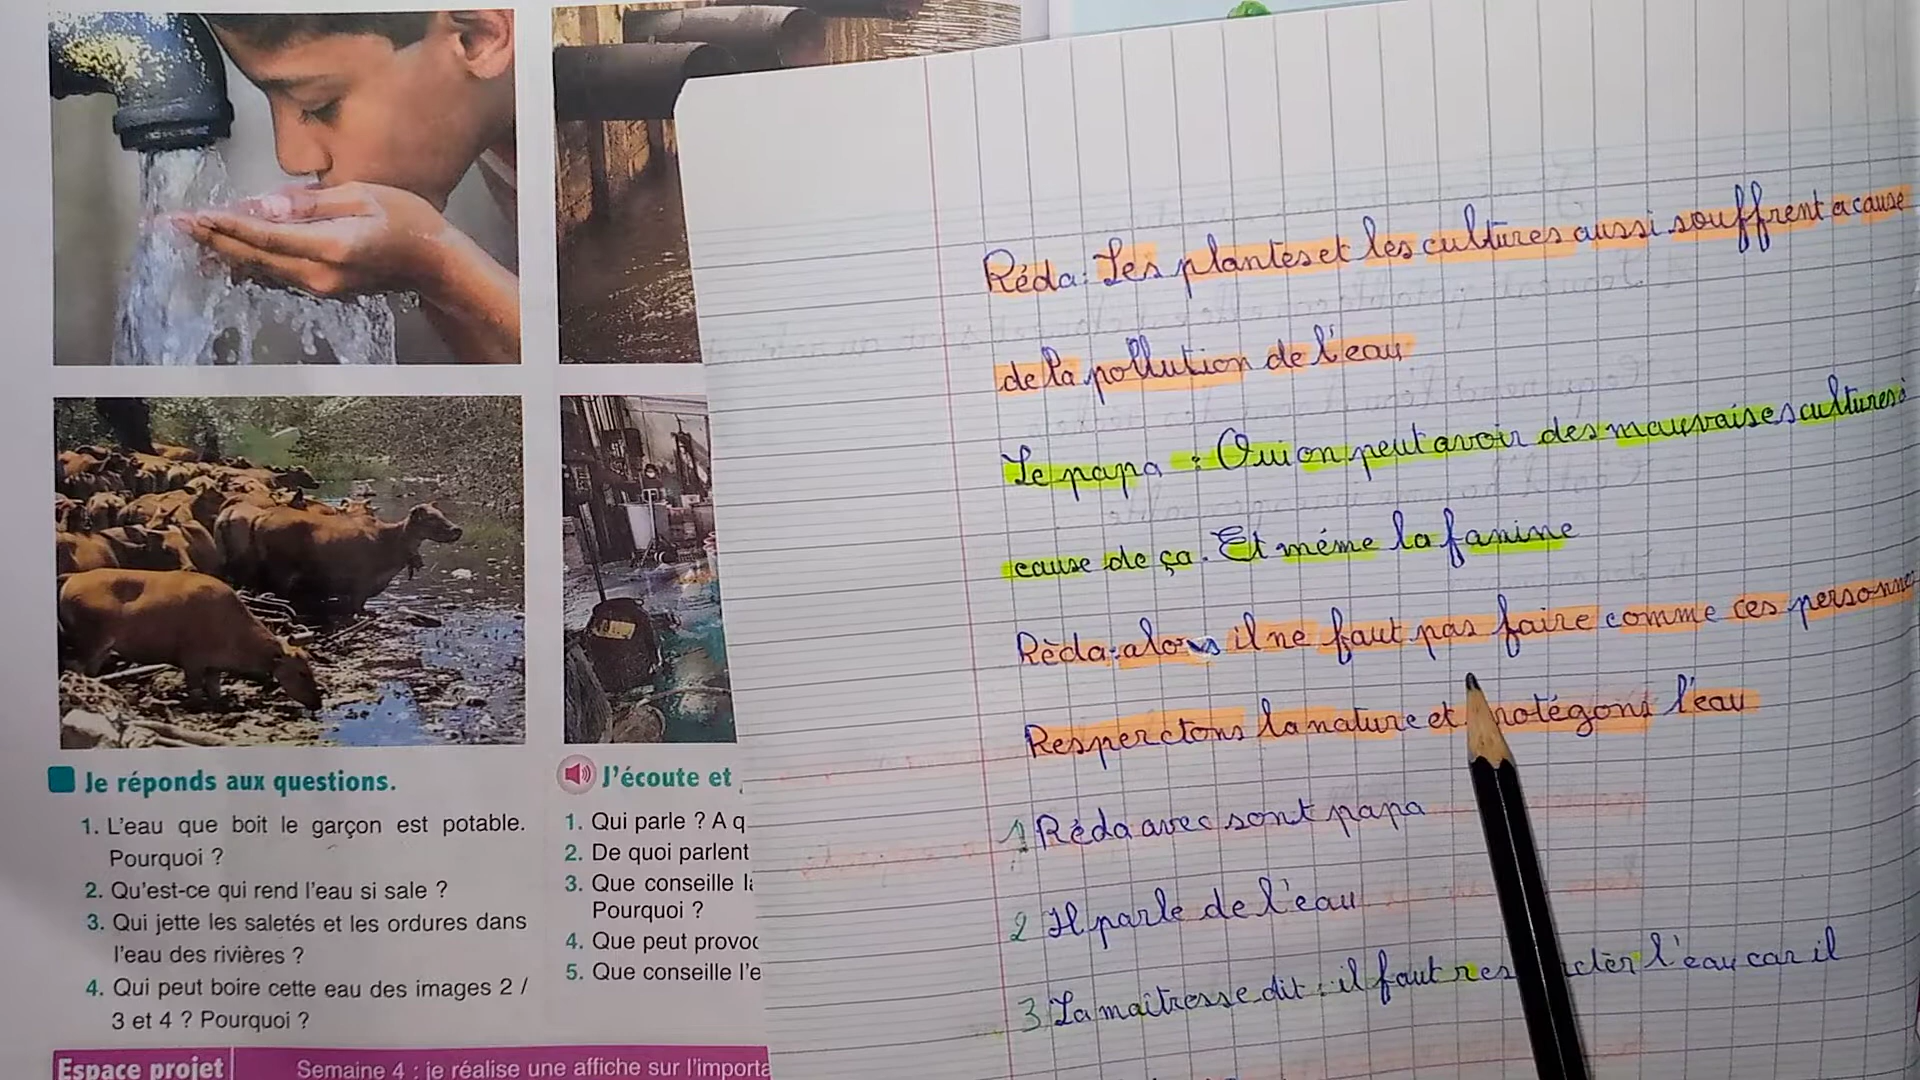 Je réponds aux questions.
1. L'eau que boit le garçon est potable.
Pourquoi ?
2. Qu'est-ce qui rend l'eau si sale ?
3. Qui jette les saletés et les ordures dans
l'eau des rivières ?
4. Qui peut boire cette eau des images 2 /
3 et 4 ? Pourquoi ?
J'écoute et
1. Qui parle ? A q
2. De quoi parlent
3. Que conseille l
Pourquoi ?
4. Que peut provoc
5. Que conseille l'e
Espace projet
Semaine 4 : je réalise une affiche sur l'importa
Réda: Les plantes et les cultures aussi souffrent a cause
de la pollution de l'eau
Le papa : Oui on peut avoir des mauvaises cultures
cause de ça. Et méme la famine
Rèda: alors il ne faut pas faire comme ces personne
Resperctons la nature et protégons l'eau
1 Rèda avec sont papa
2 Il parle de l'eau
3 La maitresse dit : il faut res cter l'eau car il